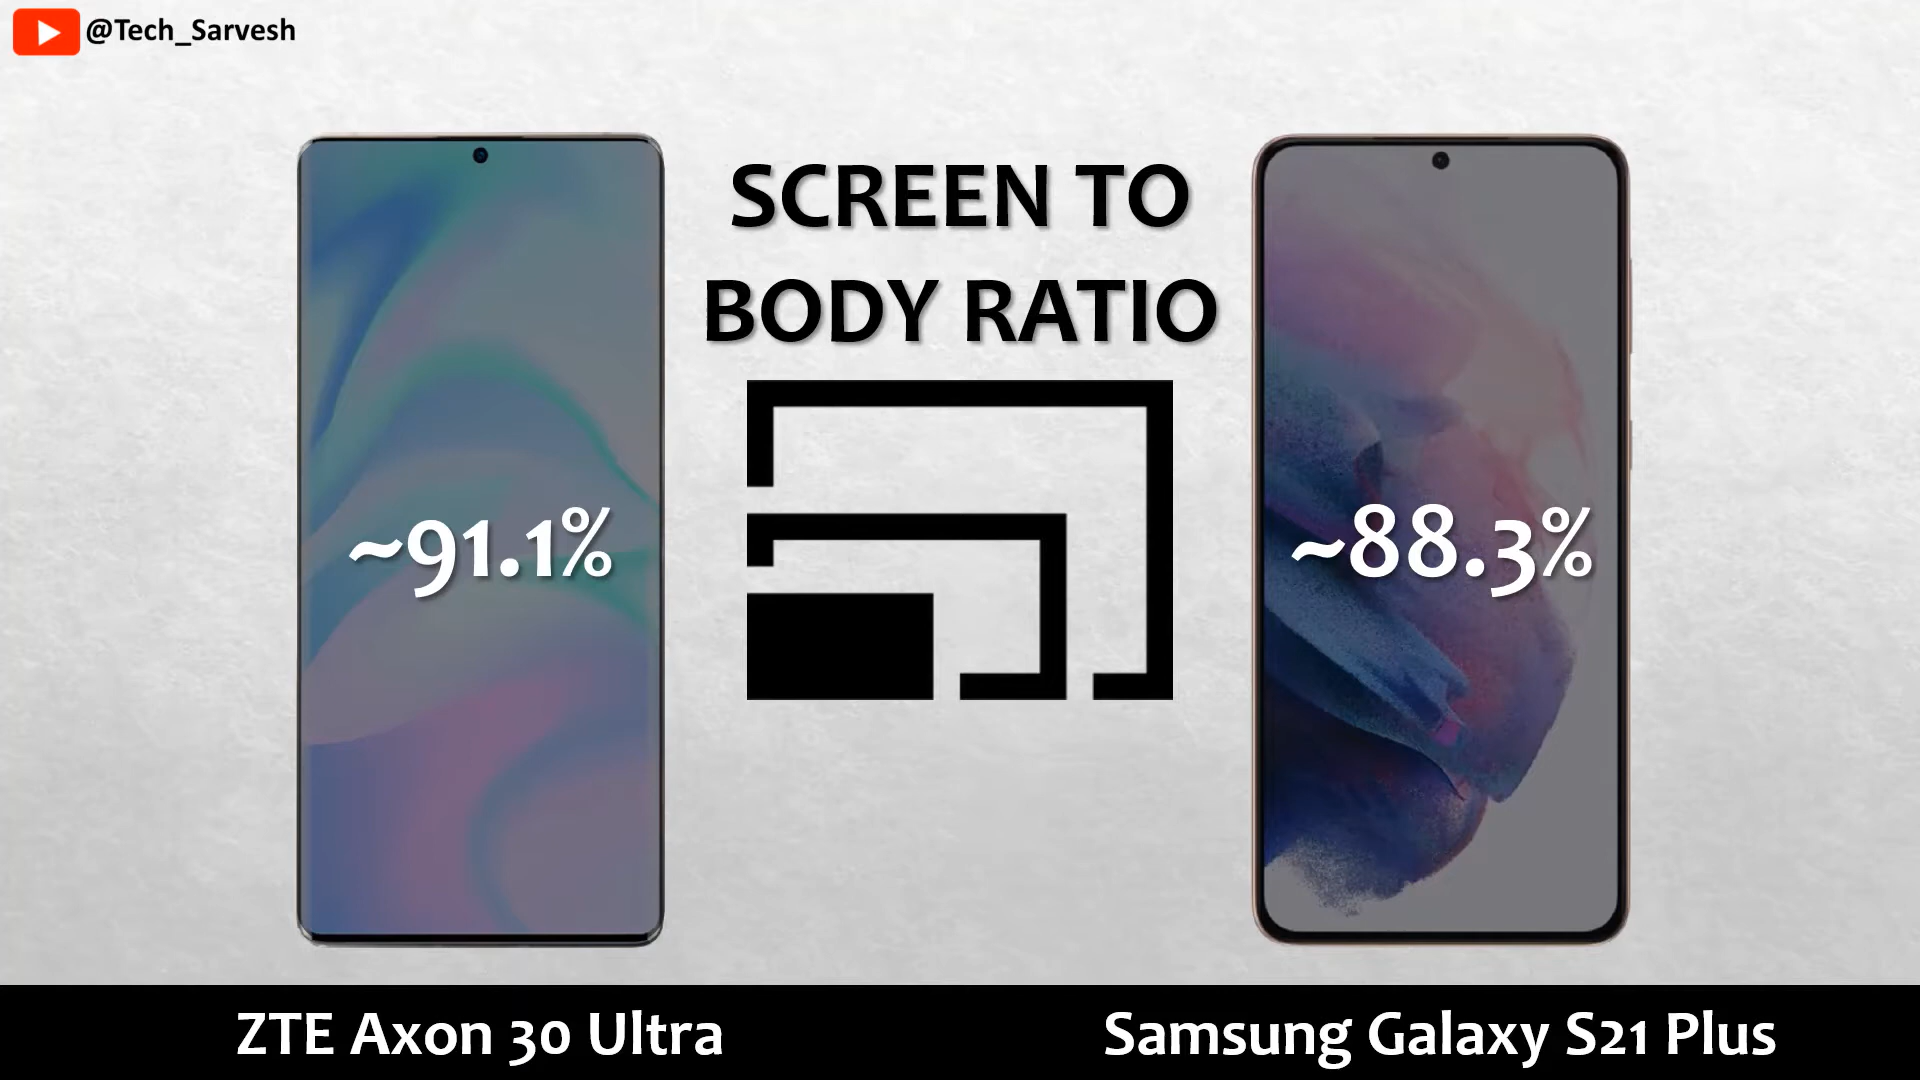 @Tech_Sarvesh
SCREEN TO
BODY RATIO
~91.1%
~88.3%
ZTE Axon 30 Ultra
Samsung Galaxy S21 Plus